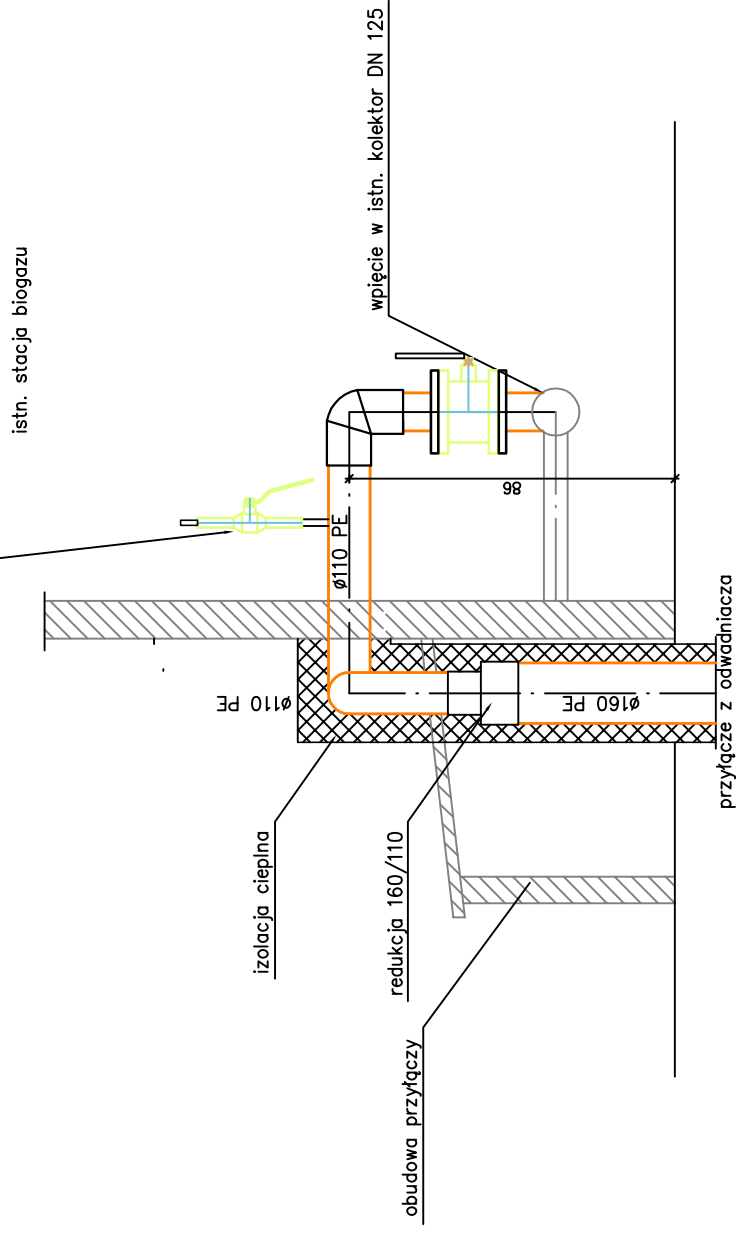 istn. stacja biogazu
wpięcie w istn. kolektor DN 125
ø110 PE
86
ø110 PE
ø160 PE
przyłącze z odwadniacza
izolacja cieplna
redukcja 160/110
obudowa przyłączy